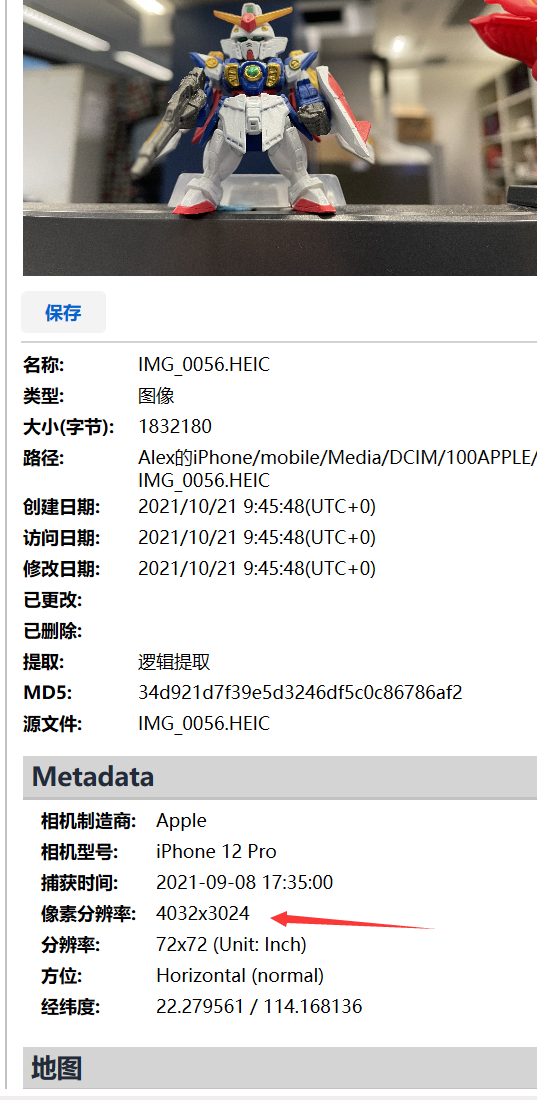 保存
名称: IMG_0056.HEIC
类型: 图像
大小(字节): 1832180
路径: Alex的iPhone/mobile/Media/DCIM/100APPLE/
IMG_0056.HEIC
创建日期: 2021/10/21 9:45:48(UTC+0)
访问日期: 2021/10/21 9:45:48(UTC+0)
修改日期: 2021/10/21 9:45:48(UTC+0)
已更改:
已删除:
提取: 逻辑提取
MD5: 34d921d7f39e5d3246df5c0c86786af2
源文件: IMG_0056.HEIC
Metadata
相机制造商: Apple
相机型号: iPhone 12 Pro
捕获时间: 2021-09-08 17:35:00
像素分辨率: 4032x3024
分辨率: 72x72 (Unit: Inch)
方位: Horizontal (normal)
经纬度: 22.279561 / 114.168136
地图